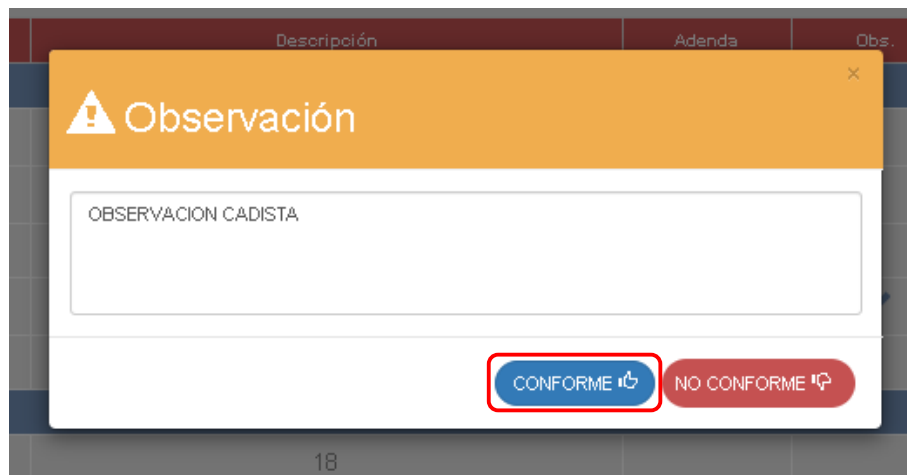 Descripción Adenda Obs.
×
Observación
OBSERVACION CADISTA
CONFORME NO CONFORME
18